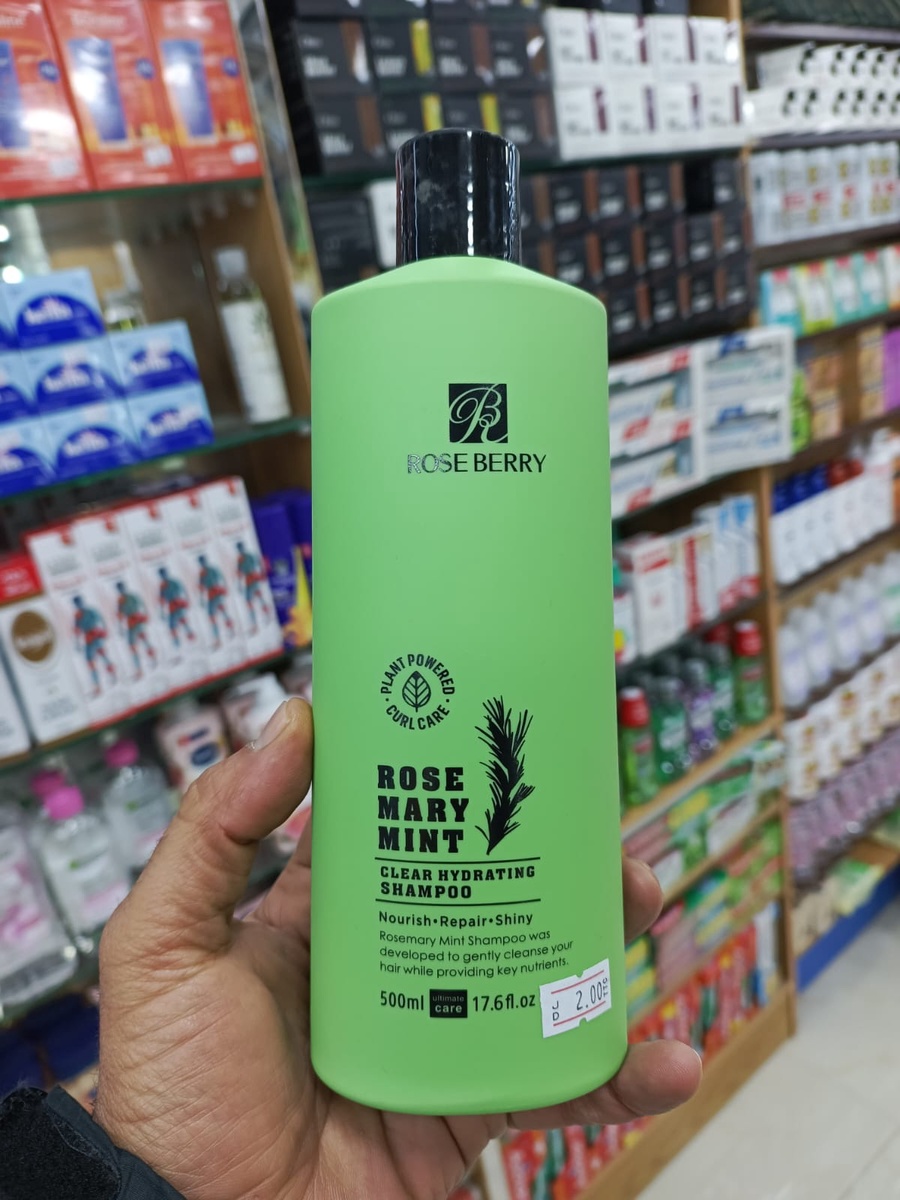 BR
ROSE BERRY
PLANT POWERED
CURL CARE
ROSE
MARY
MINT
CLEAR HYDRATING
SHAMPOO
Nourish•Repair•Shiny
Rosemary Mint Shampoo was
developed to gently cleanse your
hair while providing key nutrients.
500ml ultimate care 17.6fl.oz
JD 2.00